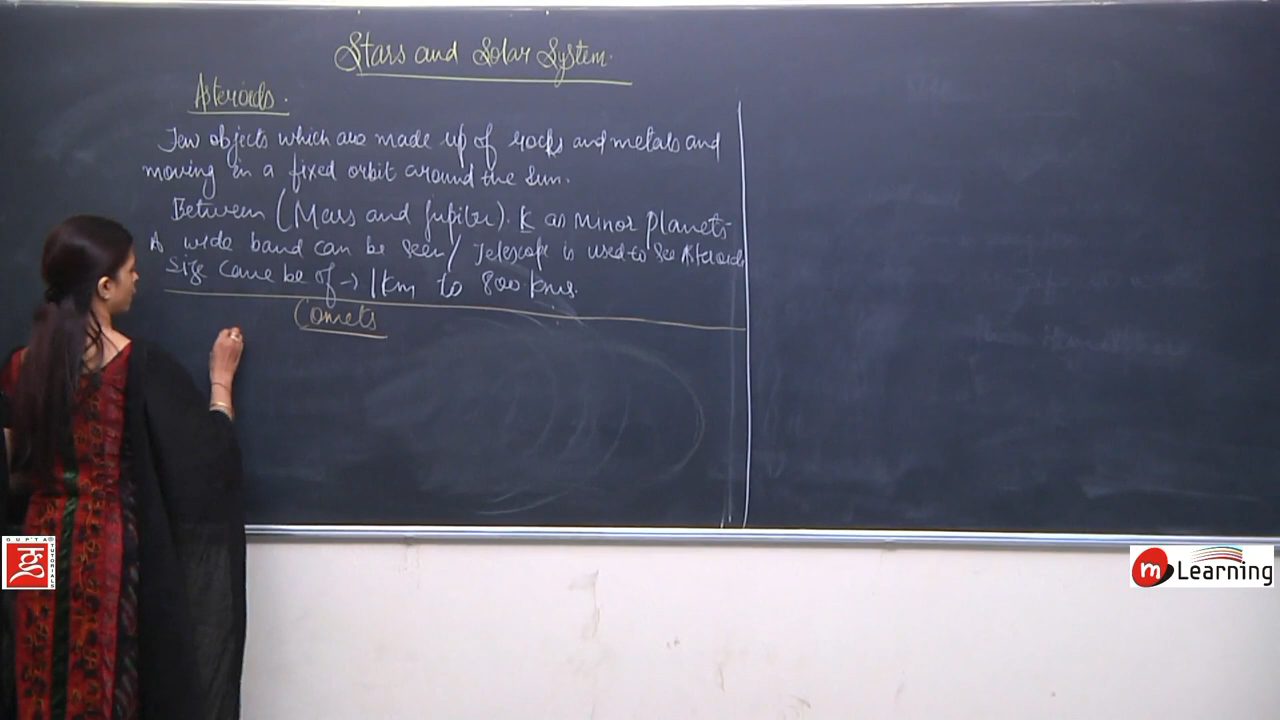 Stars and Solar System.
Asteroids.
Few objects which are made up of rocks and metals and
moving in a fixed orbit around the Sun.
Between (Mars and Jupiter). K as Minor planets
A wide band can be seen / Telescope is used to see Asteroids
Size cane be of → 1km to 800 kms.
Comets
GUPTA TUTORIALS
m Learning